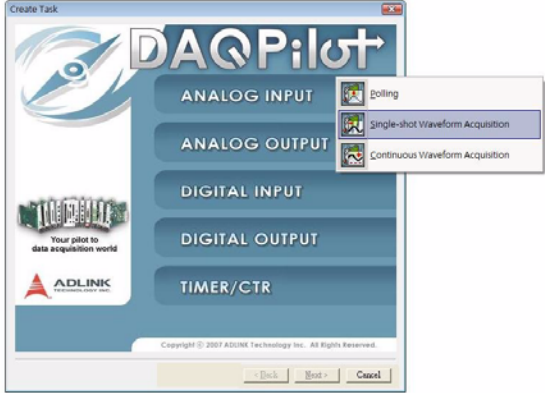 Create Task
DAQPilot
ANALOG INPUT
Polling
Single-shot Waveform Acquisition
Continuous Waveform Acquisition
ANALOG OUTPUT
DIGITAL INPUT
DIGITAL OUTPUT
TIMER/CTR
Your pilot to
data acquisition world
ADLINK
TECHNOLOGY INC.
Copyright © 2007 ADLINK Technology Inc. All Rights Reserved.
< Back Next > Cancel